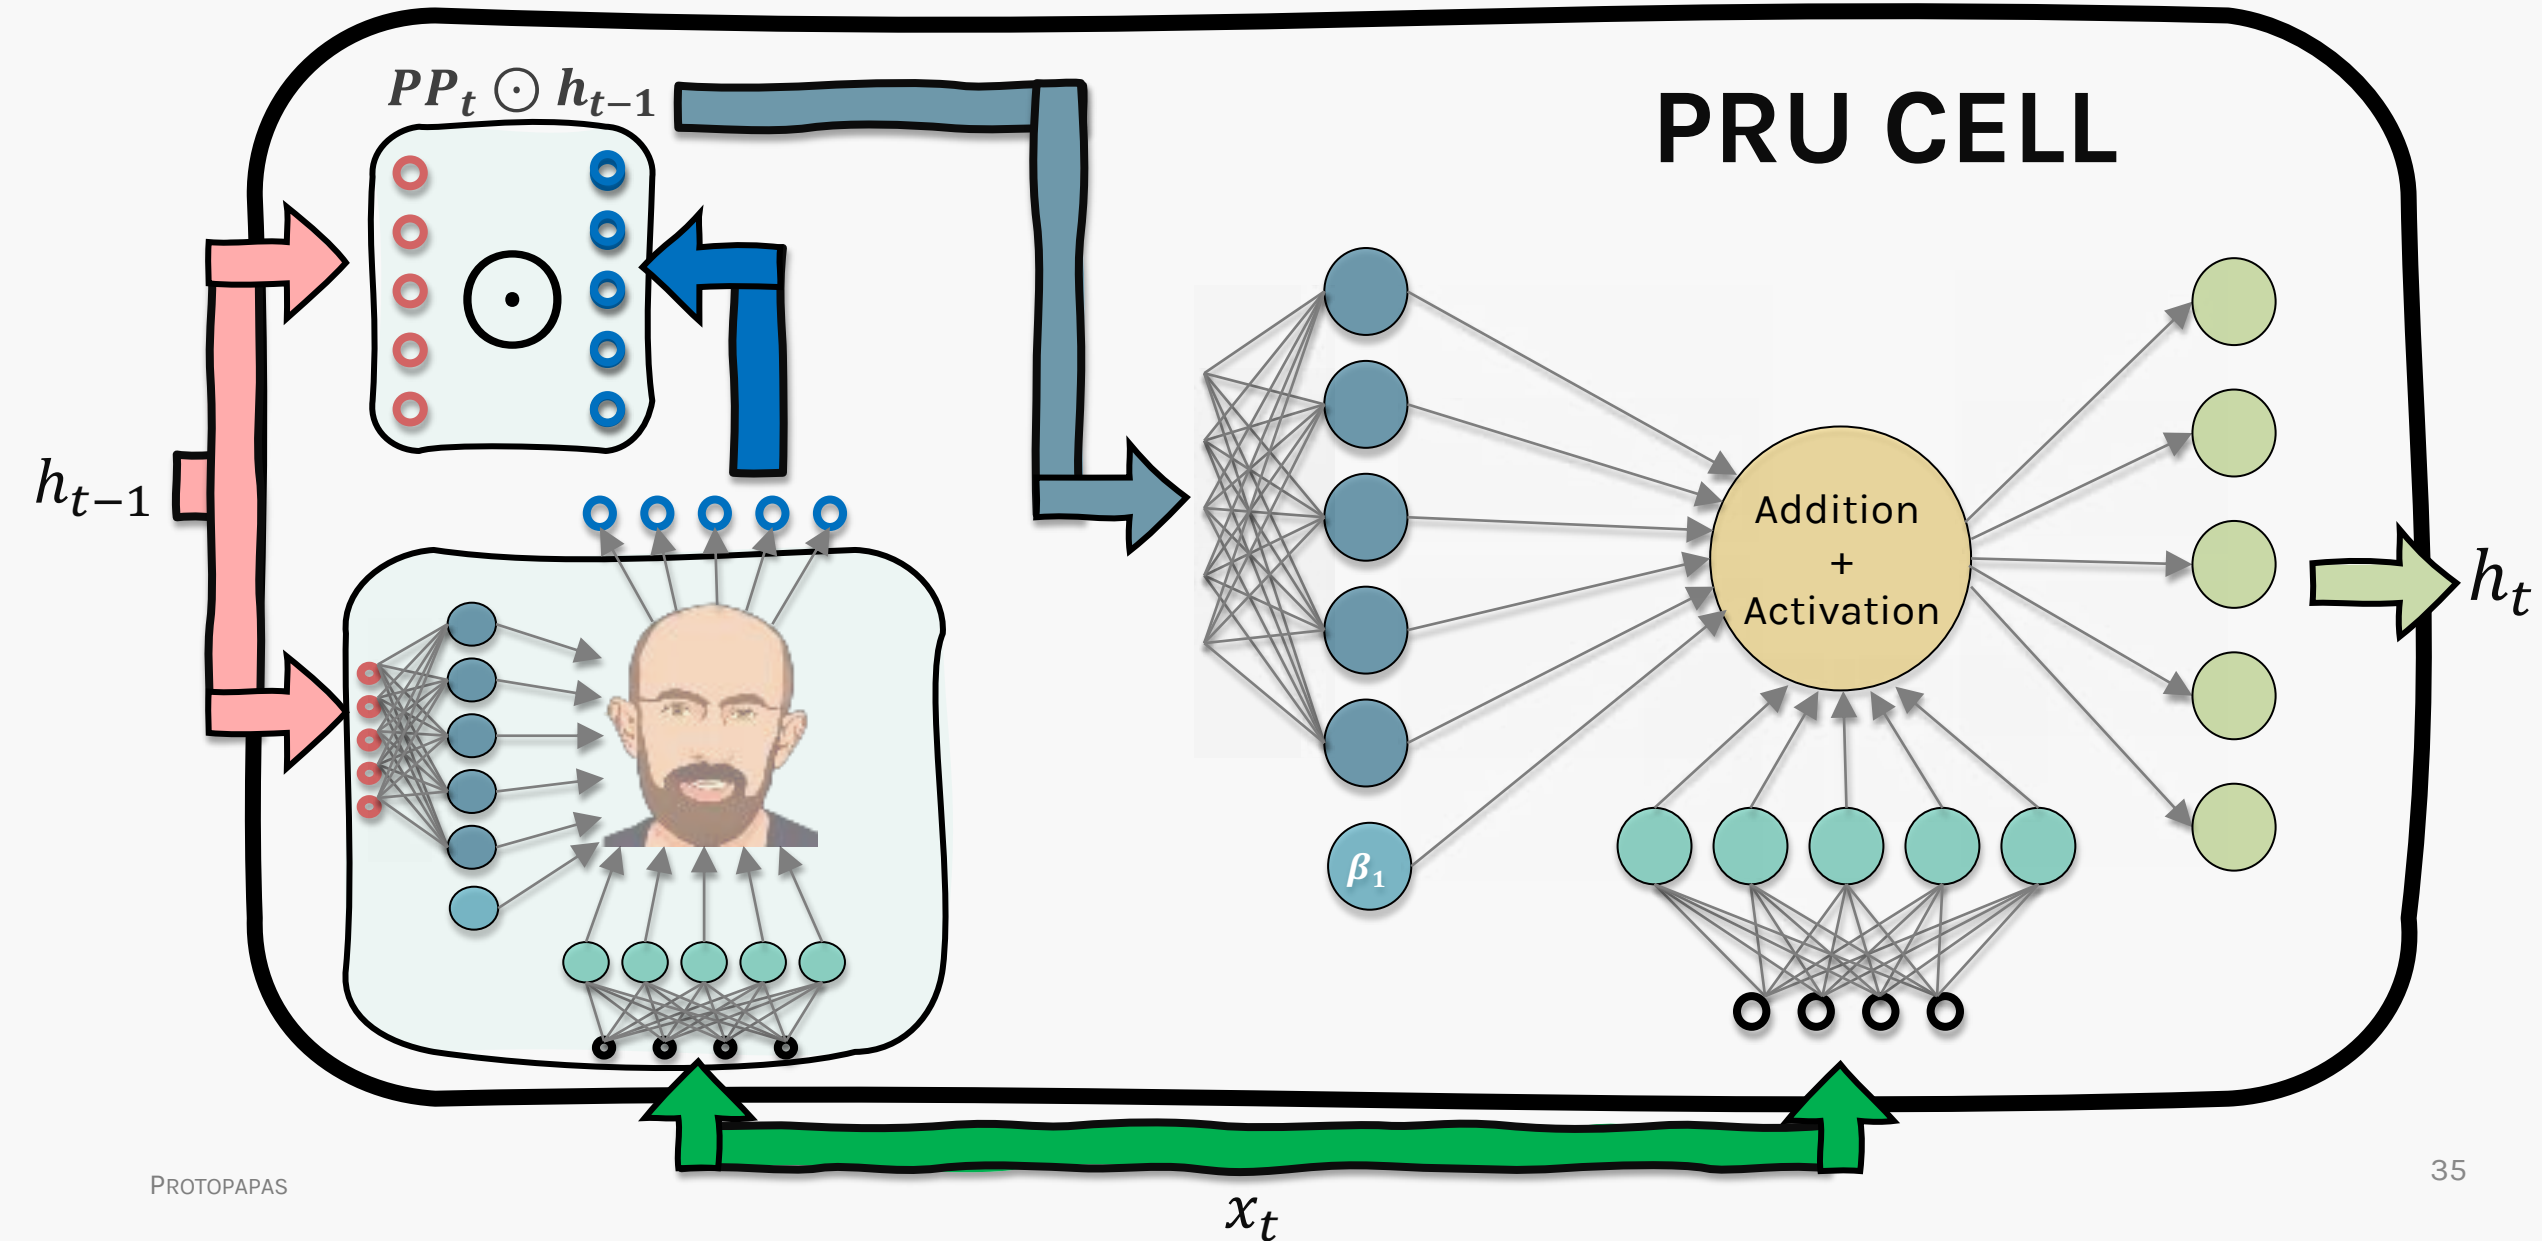 PP_t ⊙ h_{t−1}
PRU CELL
h_{t−1}
Addition
+
Activation
h_t
β_1
PROTOPAPAS
35
x_t